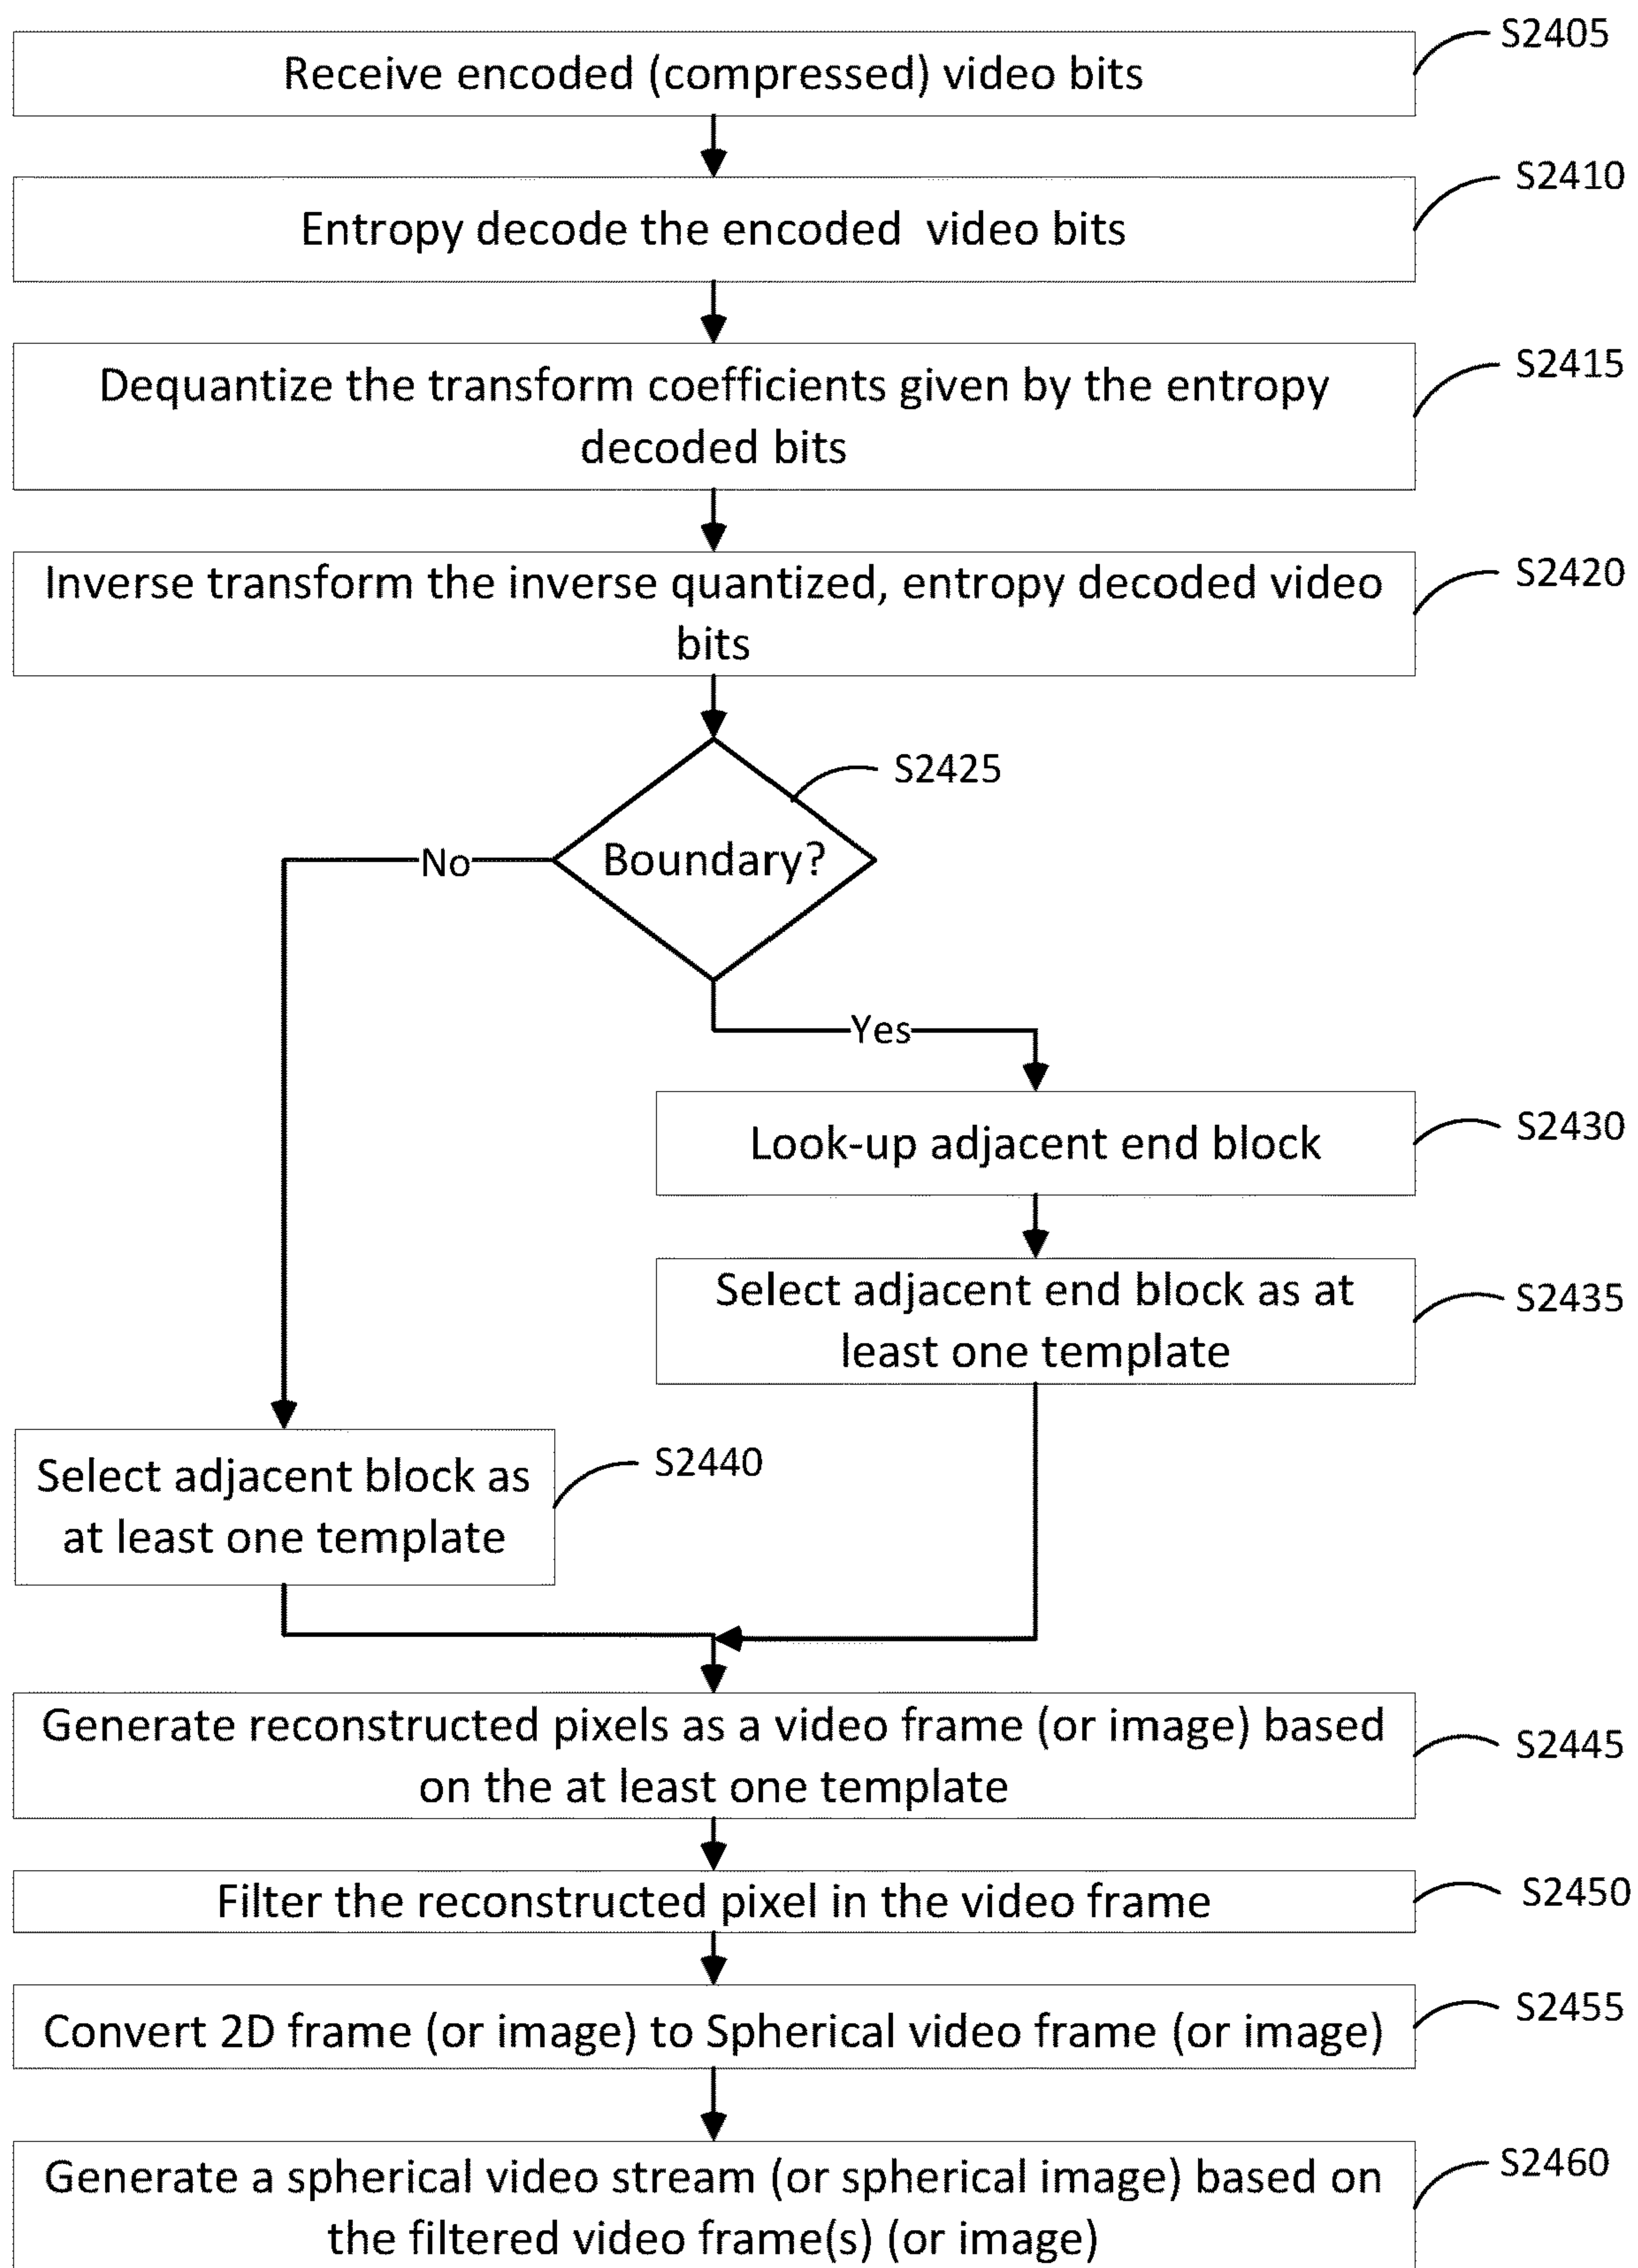 Receive encoded (compressed) video bits
S2405
Entropy decode the encoded video bits
S2410
Dequantize the transform coefficients given by the entropy
decoded bits
S2415
Inverse transform the inverse quantized, entropy decoded video
bits
S2420
Boundary?
S2425
No
Yes
Look-up adjacent end block
S2430
Select adjacent end block as at
least one template
S2435
Select adjacent block as
at least one template
S2440
Generate reconstructed pixels as a video frame (or image) based
on the at least one template
S2445
Filter the reconstructed pixel in the video frame
S2450
Convert 2D frame (or image) to Spherical video frame (or image)
S2455
Generate a spherical video stream (or spherical image) based on
the filtered video frame(s) (or image)
S2460